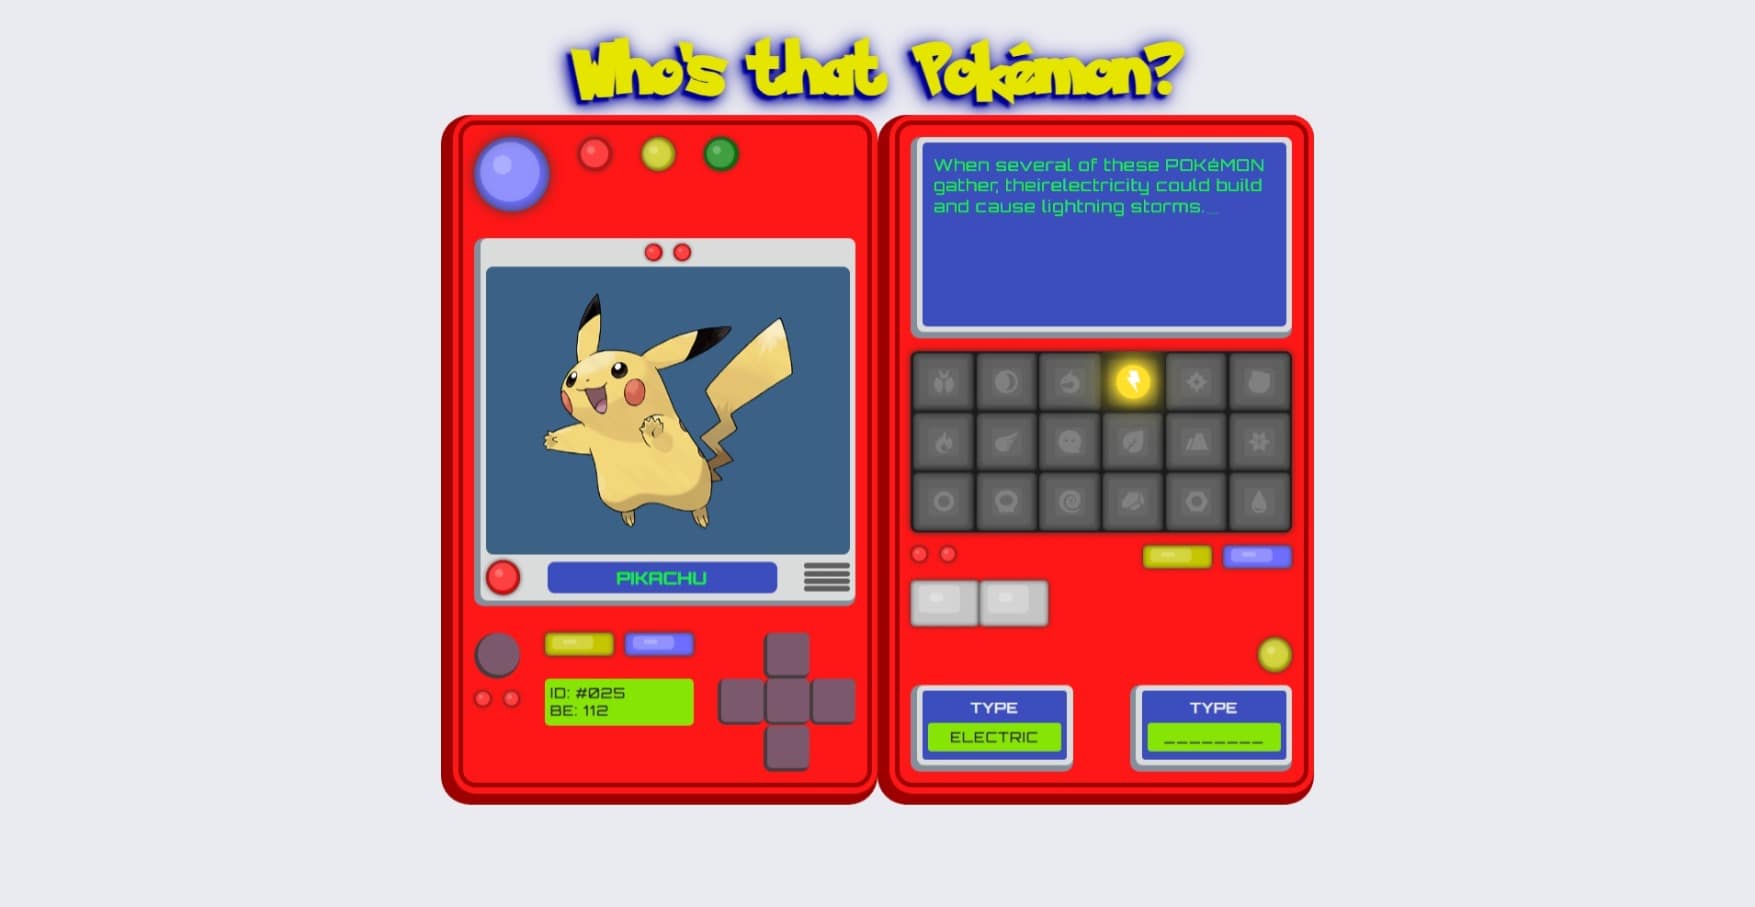 Who's that Pokémon?
When several of these POKéMON
gather, theirelectricity could build
and cause lightning storms._
PIKACHU
ID: #025
BE: 112
TYPE
ELECTRIC
TYPE
________